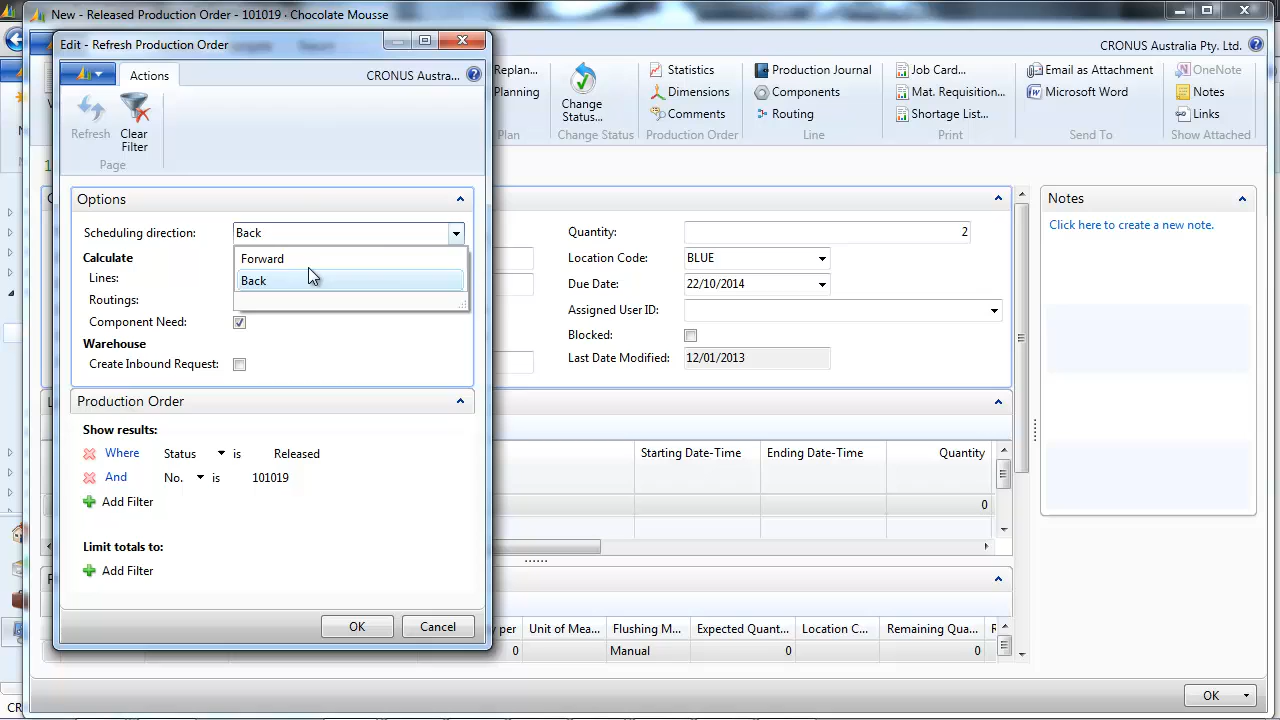 New - Released Production Order - 101019 - Chocolate Mousse
Edit - Refresh Production Order
CRONUS Australia Pty. Ltd.
Actions
CRONUS Austra...
Refresh
Clear
Filter
Page
Replan...
Planning
Plan
Change
Status...
Change Status
Statistics
Dimensions
Comments
Production Order
Production Journal
Components
Routing
Line
Job Card...
Mat. Requisition...
Shortage List...
Print
Email as Attachment
Microsoft Word
Send To
OneNote
Notes
Links
Show Attached
Options
Scheduling direction: Back
Forward
Back
Calculate
Lines:
Routings:
Component Need:
Warehouse
Create Inbound Request:
Production Order
Show results:
Where Status is Released
And No. is 101019
Add Filter
Limit totals to:
Add Filter
OK Cancel
Quantity: 2
Location Code: BLUE
Due Date: 22/10/2014
Assigned User ID:
Blocked:
Last Date Modified: 12/01/2013
Notes
Click here to create a new note.
Starting Date-Time Ending Date-Time Quantity
0
per Unit of Mea... Flushing M... Expected Quant... Location C... Remaining Qua...
0 Manual 0 0
OK